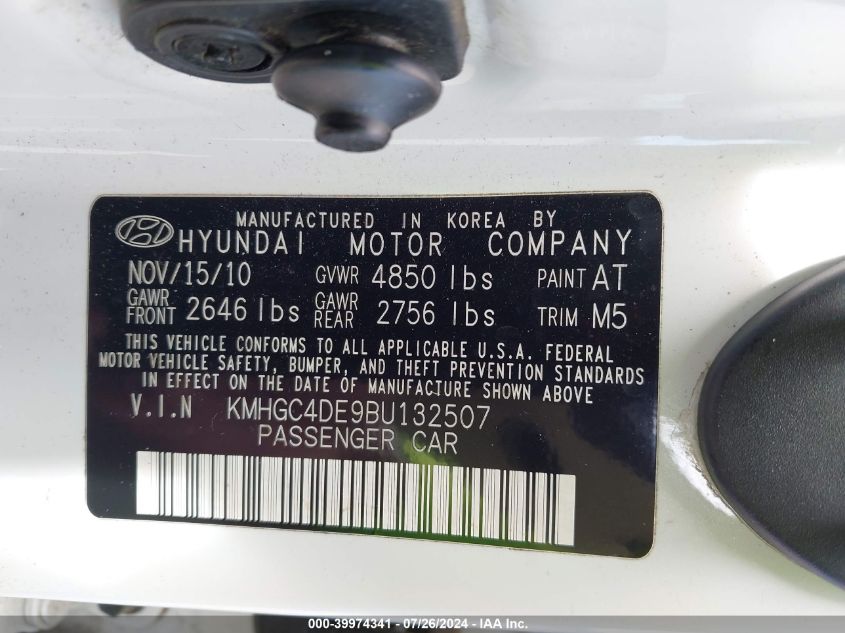 MANUFACTURED IN KOREA BY
HYUNDAI MOTOR COMPANY
NOV/15/10 GVWR 4850 lbs PAINT AT
GAWR FRONT 2646 lbs GAWR REAR 2756 lbs TRIM M5
THIS VEHICLE CONFORMS TO ALL APPLICABLE U.S.A. FEDERAL
MOTOR VEHICLE SAFETY, BUMPER, AND THEFT PREVENTION STANDARDS
IN EFFECT ON THE DATE OF MANUFACTURE SHOWN ABOVE
V.I.N KMHGC4DE9BU132507
PASSENGER CAR
000-39974341 - 07/26/2024 - IAA Inc.